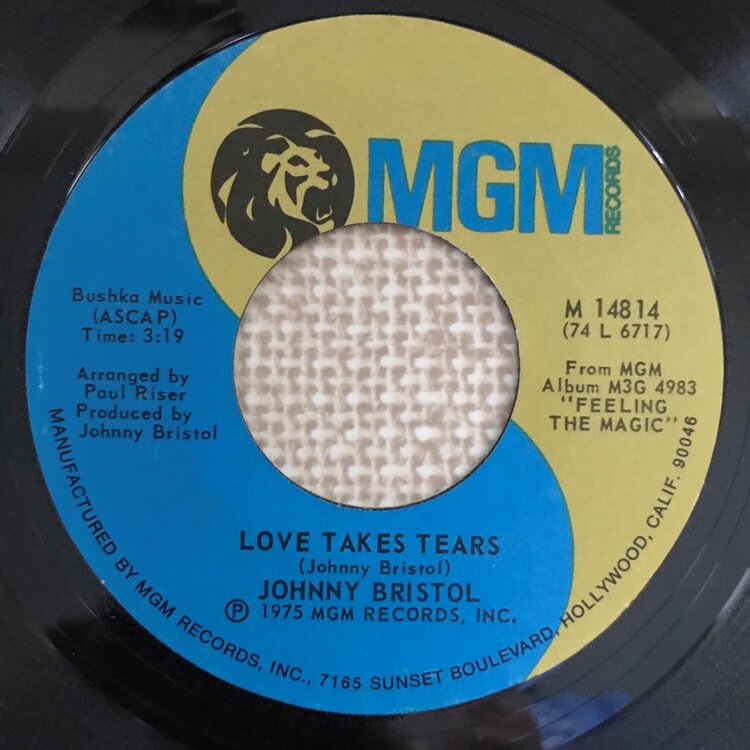 MGM
RECORDS
Bushka Music
(ASCAP)
Time: 3:19
Arranged by
Paul Riser
Produced by
Johnny Bristol
M 14814
(74 L 6717)
From MGM
Album M3G 4983
"FEELING
THE MAGIC"
LOVE TAKES TEARS
(Johnny Bristol)
JOHNNY BRISTOL
Ⓟ 1975 MGM RECORDS, INC.
MANUFACTURED BY MGM RECORDS, INC., 7165 SUNSET BOULEVARD, HOLLYWOOD, CALIF. 90046